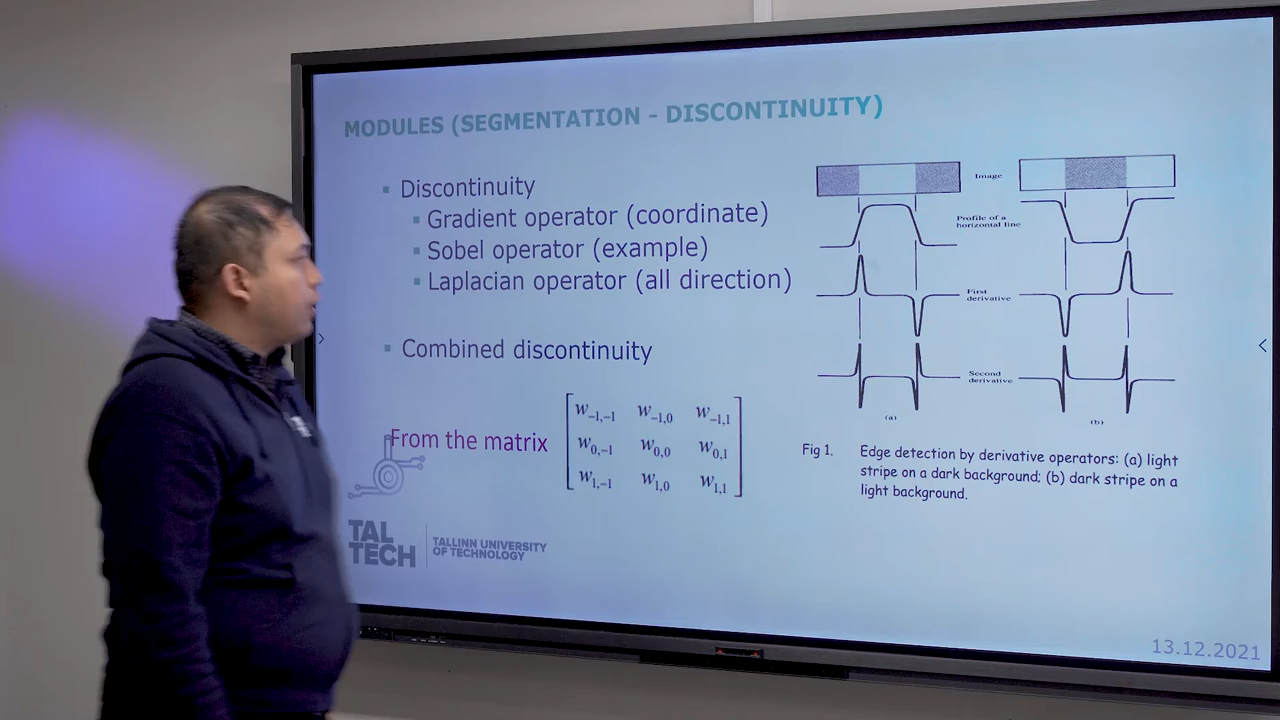 MODULES (SEGMENTATION - DISCONTINUITY)
▪ Discontinuity
▪ Gradient operator (coordinate)
▪ Sobel operator (example)
▪ Laplacian operator (all direction)
▪ Combined discontinuity
From the matrix
w-1,-1 w-1,0 w-1,1
w0,-1 w0,0 w0,1
w1,-1 w1,0 w1,1
TAL
TECH
TALLINN UNIVERSITY
OF TECHNOLOGY
Image
Profile of a
horizontal line
First
derivative
Second
derivative
(a)
(b)
Fig 1. Edge detection by derivative operators: (a) light
stripe on a dark background; (b) dark stripe on a
light background.
13.12.2021